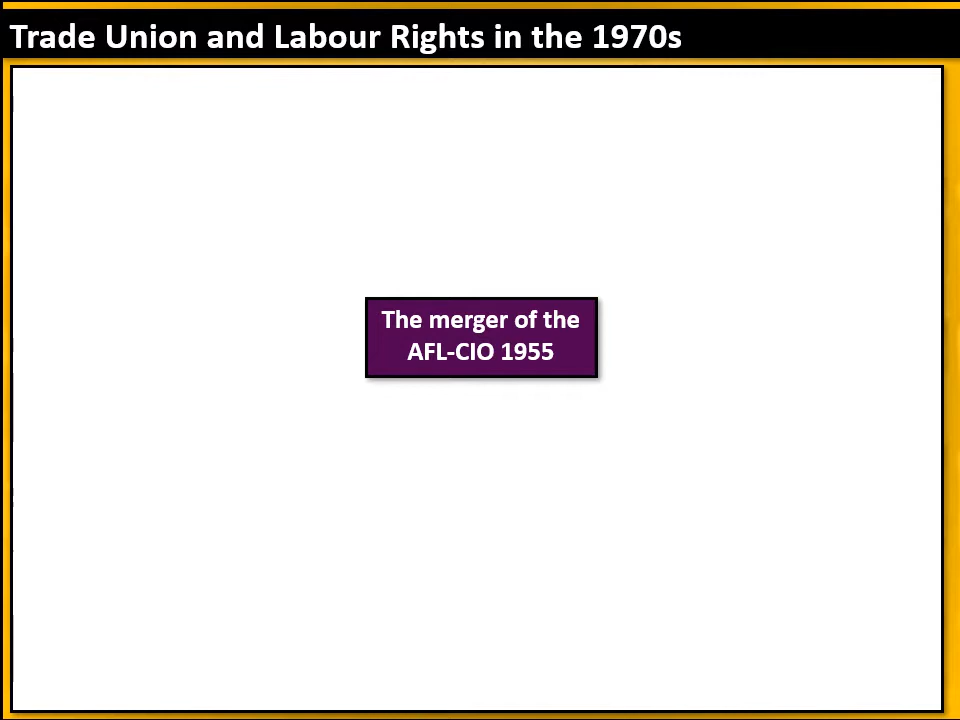 Trade Union and Labour Rights in the 1970s
The merger of the
AFL-CIO 1955